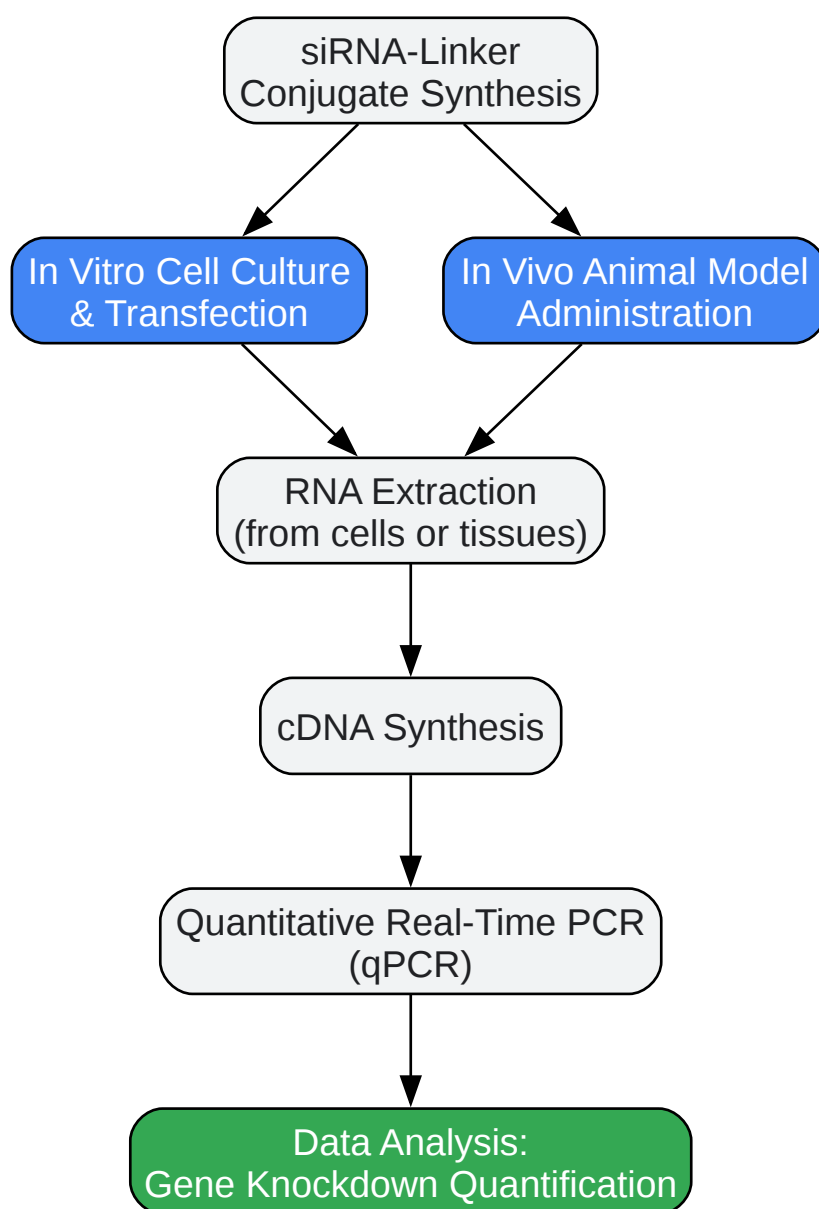 siRNA-Linker
Conjugate Synthesis
In Vitro Cell Culture
& Transfection
In Vivo Animal Model
Administration
RNA Extraction
(from cells or tissues)
cDNA Synthesis
Quantitative Real-Time PCR
(qPCR)
Data Analysis:
Gene Knockdown Quantification